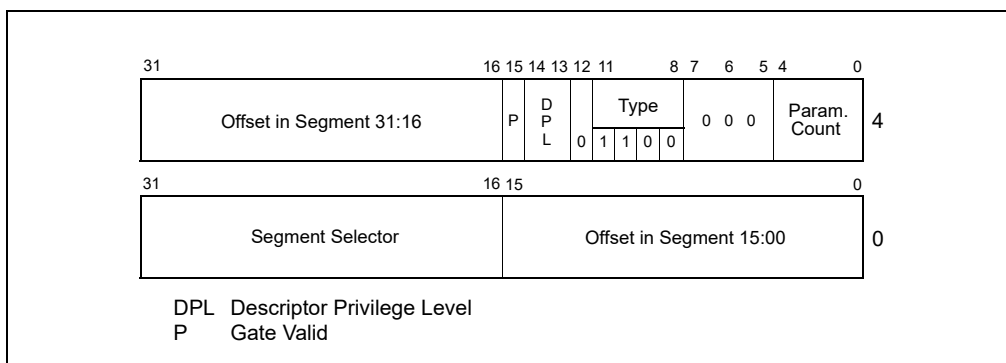 31 16 15 14 13 12 11 8 7 6 5 4 0
Offset in Segment 31:16 P D P L 0 Type 1 1 0 0 0 0 0 Param. Count 4
31 16 15 0
Segment Selector Offset in Segment 15:00 0
DPL Descriptor Privilege Level
P Gate Valid